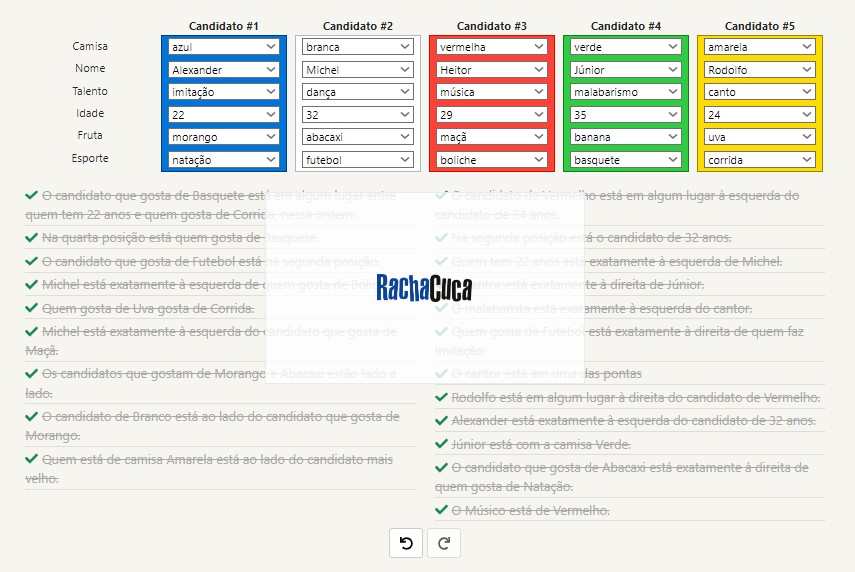 Candidato #1 Candidato #2 Candidato #3 Candidato #4 Candidato #5
Camisa azul branca vermelha verde amarela
Nome Alexander Michel Heitor Júnior Rodolfo
Talento imitação dança música malabarismo canto
Idade 22 32 29 35 24
Fruta morango abacaxi maçã banana uva
Esporte natação futebol boliche basquete corrida
O candidato que gosta de Basquete está em algum lugar entre
quem tem 22 anos e quem gosta de Corrida, nessa ordem.
Na quarta posição está quem gosta de Basquete.
O candidato que gosta de Futebol está na segunda posição.
Michel está exatamente à esquerda de quem gosta de Boliche.
Quem gosta de Uva gosta de Corrida.
Michel está exatamente à esquerda do candidato que gosta de
Maçã.
Os candidatos que gostam de Morango e Abacaxi estão lado a
lado.
O candidato de Branco está ao lado do candidato que gosta de
Morango.
Quem está de camisa Amarela está ao lado do candidato mais
velho.
O candidato de Vermelho está em algum lugar à esquerda do
candidato de 24 anos.
Na segunda posição está o candidato de 32 anos.
Quem tem 22 anos está exatamente à esquerda de Michel.
O cantor está exatamente à direita de Júnior.
O malabarista está exatamente à esquerda do cantor.
Quem gosta de Futebol está exatamente à direita de quem faz
imitação.
O cantor está em uma das pontas
Rodolfo está em algum lugar à direita do candidato de Vermelho.
Alexander está exatamente à esquerda do candidato de 32 anos.
Júnior está com a camisa Verde.
O candidato que gosta de Abacaxi está exatamente à direita de
quem gosta de Natação.
O Músico está de Vermelho.
RachaCuca